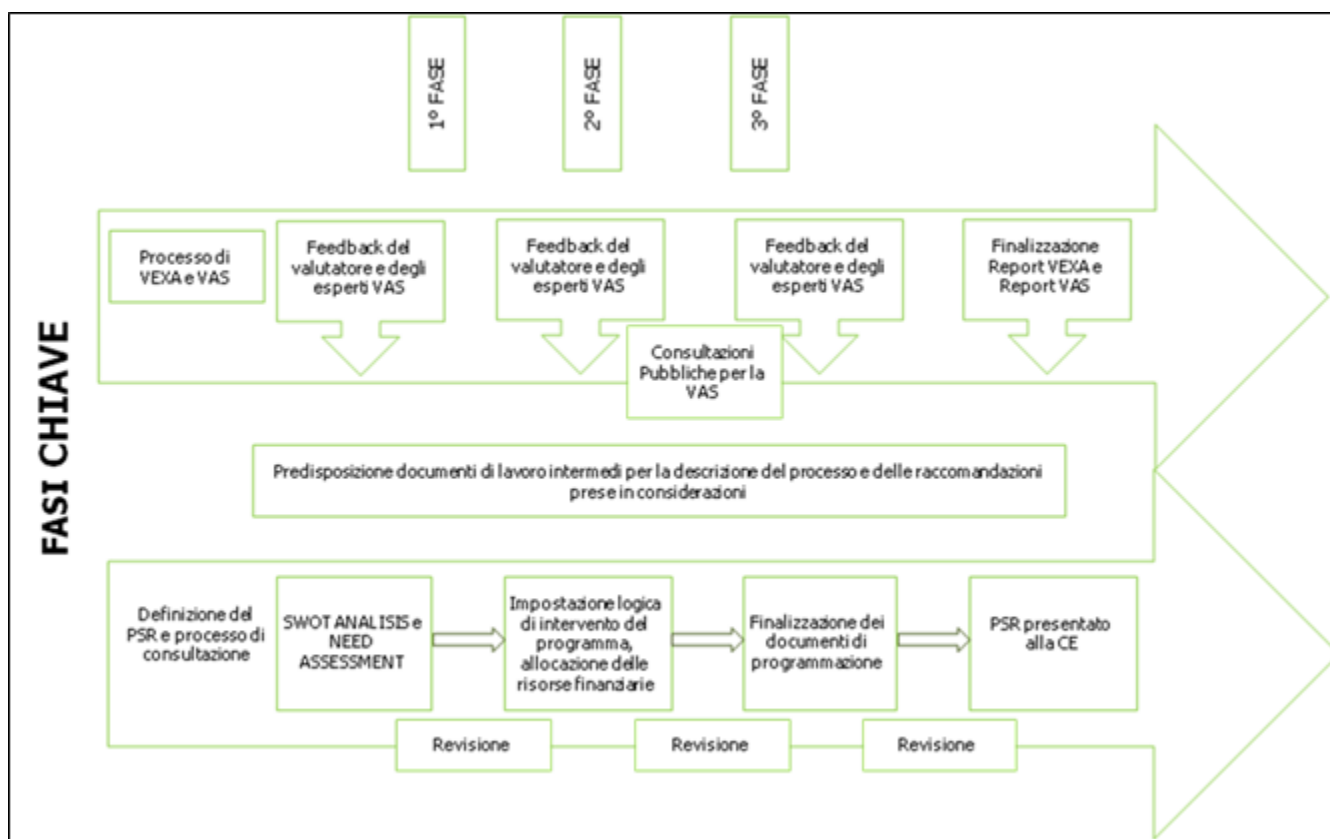 FASI CHIAVE
1° FASE
2° FASE
3° FASE
Processo di
VEXA e VAS
Feedback del
valutatore e degli
esperti VAS
Feedback del
valutatore e degli
esperti VAS
Feedback del
valutatore e degli
esperti VAS
Finalizzazione
Report VEXA e
Report VAS
Consultazioni
Pubbliche per la
VAS
Predisposizione documenti di lavoro intermedi per la descrizione del processo e delle raccomandazioni
prese in considerazioni
Definizione del
PSR e processo di
consultazione
SWOT ANALISIS e
NEED
ASSESSMENT
Impostazione logica
di intervento del
programma,
allocazione delle
risorse finanziarie
Finalizzazione dei
documenti di
programmazione
PSR presentato
alla CE
Revisione
Revisione
Revisione